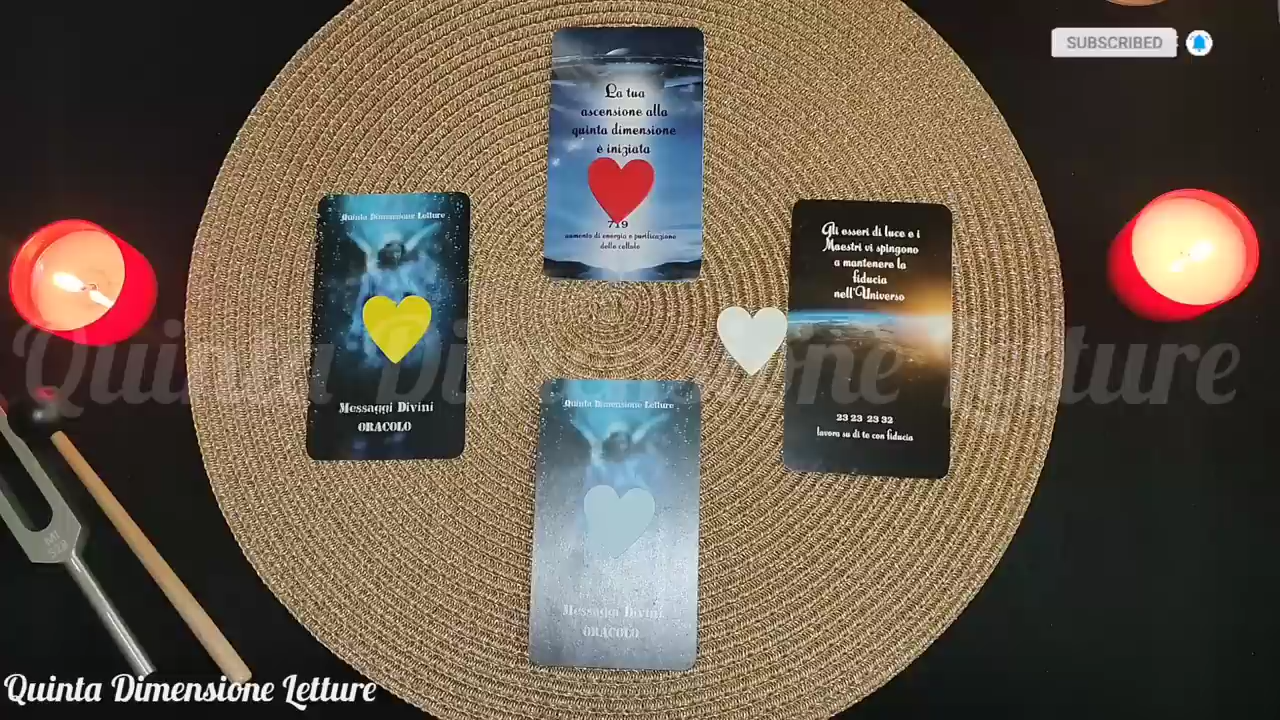 SUBSCRIBED
La tua
ascensione alla
quinta dimensione
è iniziata
719
aumento di energia e purificazione
delle cellule
Quinta Dimensione Letture
Messaggi Divini
ORACOLO
Gli esseri di luce e i
Maestri vi spingono
a mantenere la
fiducia
nell'Universo
23 23 23 32
lavora su di te con fiducia
Quinta Dimensione Letture
Quinta Dimensione Letture
Messaggi Divini
ORACOLO
MI
528
Quinta Dimensione Letture